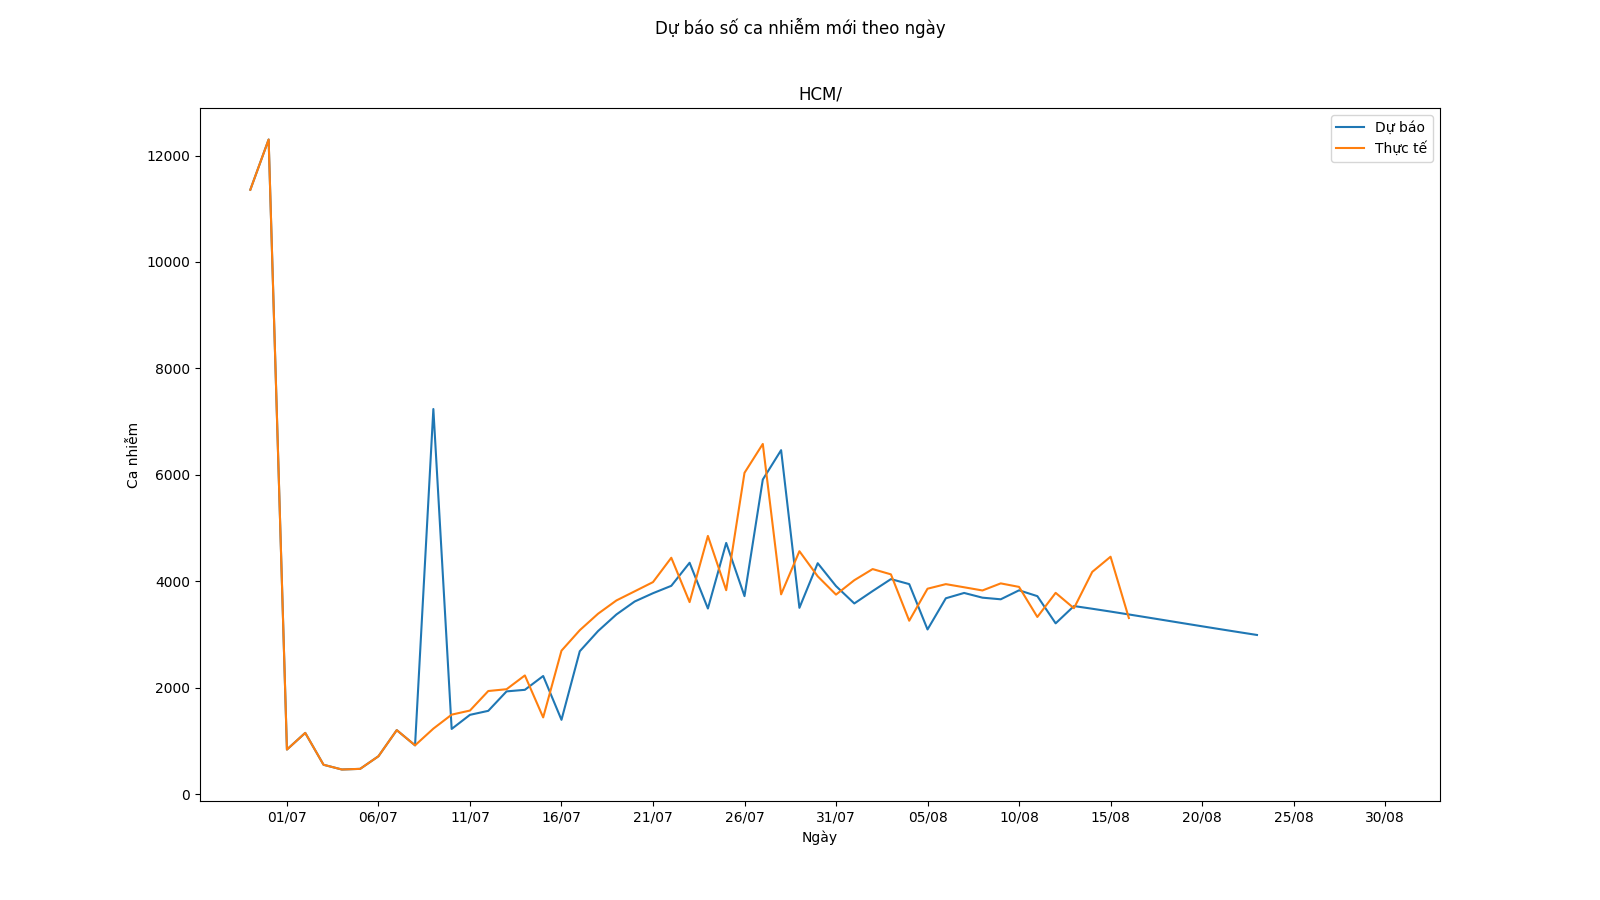 Dự báo số ca nhiễm mới theo ngày
HCM/
Dự báo
Thực tế
12000
10000
8000
6000
4000
2000
0
Ca nhiễm
01/07 06/07 11/07 16/07 21/07 26/07 31/07 05/08 10/08 15/08 20/08 25/08 30/08
Ngày